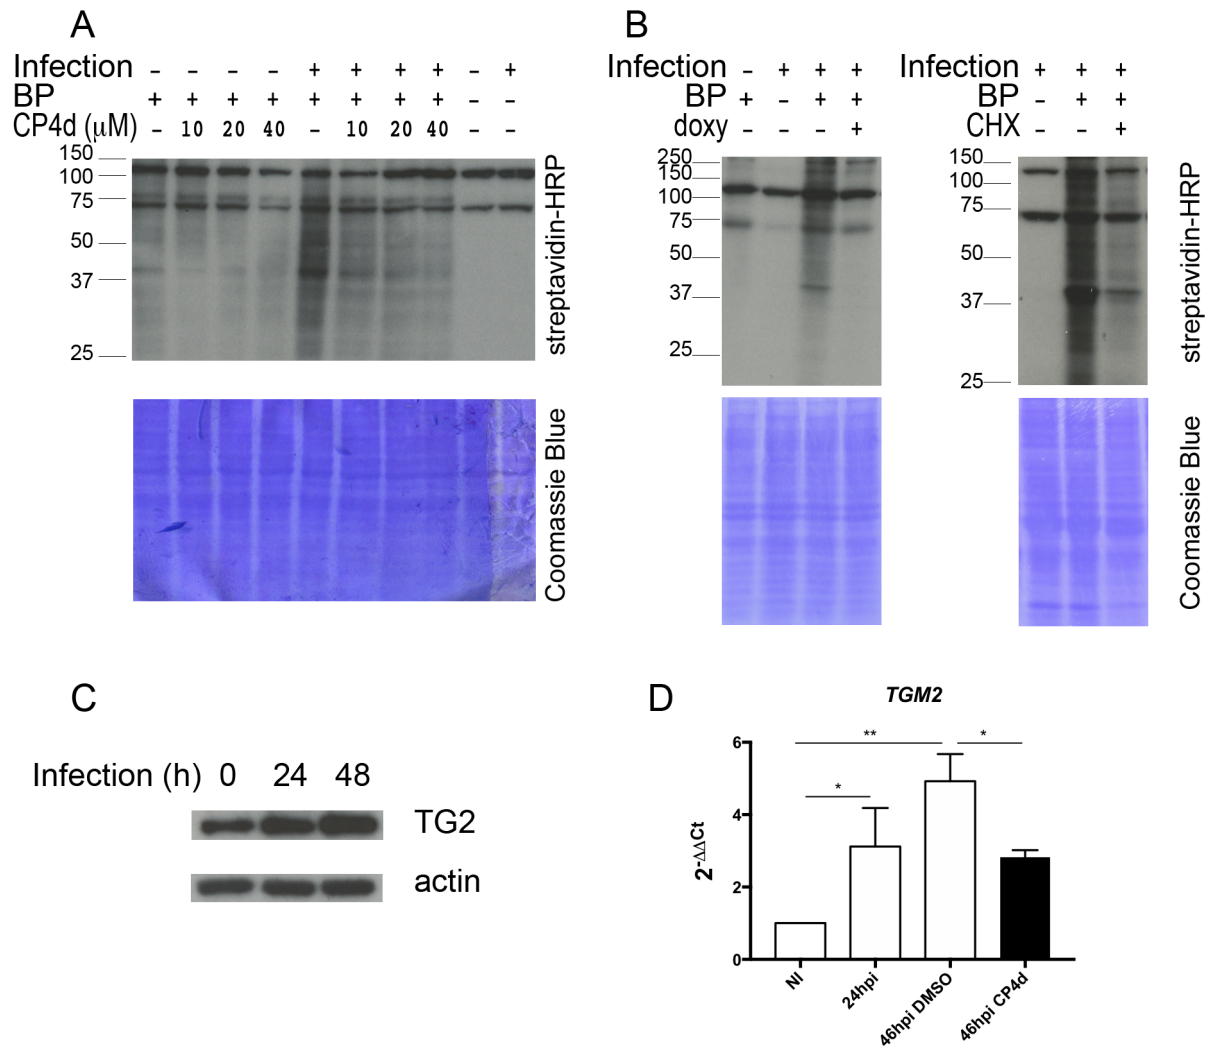 A
Infection – – – – + + + + – +
BP + + + + + + + + – –
CP4d (μM) – 10 20 40 – 10 20 40 – –
150
100
75
50
37
25
streptavidin-HRP
Coomassie Blue
B
Infection – + + +
BP + – + +
doxy – – – +
250
150
100
75
50
37
25
Infection + + +
BP – + +
CHX – – +
150
100
75
50
37
25
streptavidin-HRP
Coomassie Blue
C
Infection (h) 0 24 48
TG2
actin
D
TGM2
** *
*
2-ΔΔCt
6
4
2
0
NI
24hpi
46hpi DMSO
46hpi CP4d